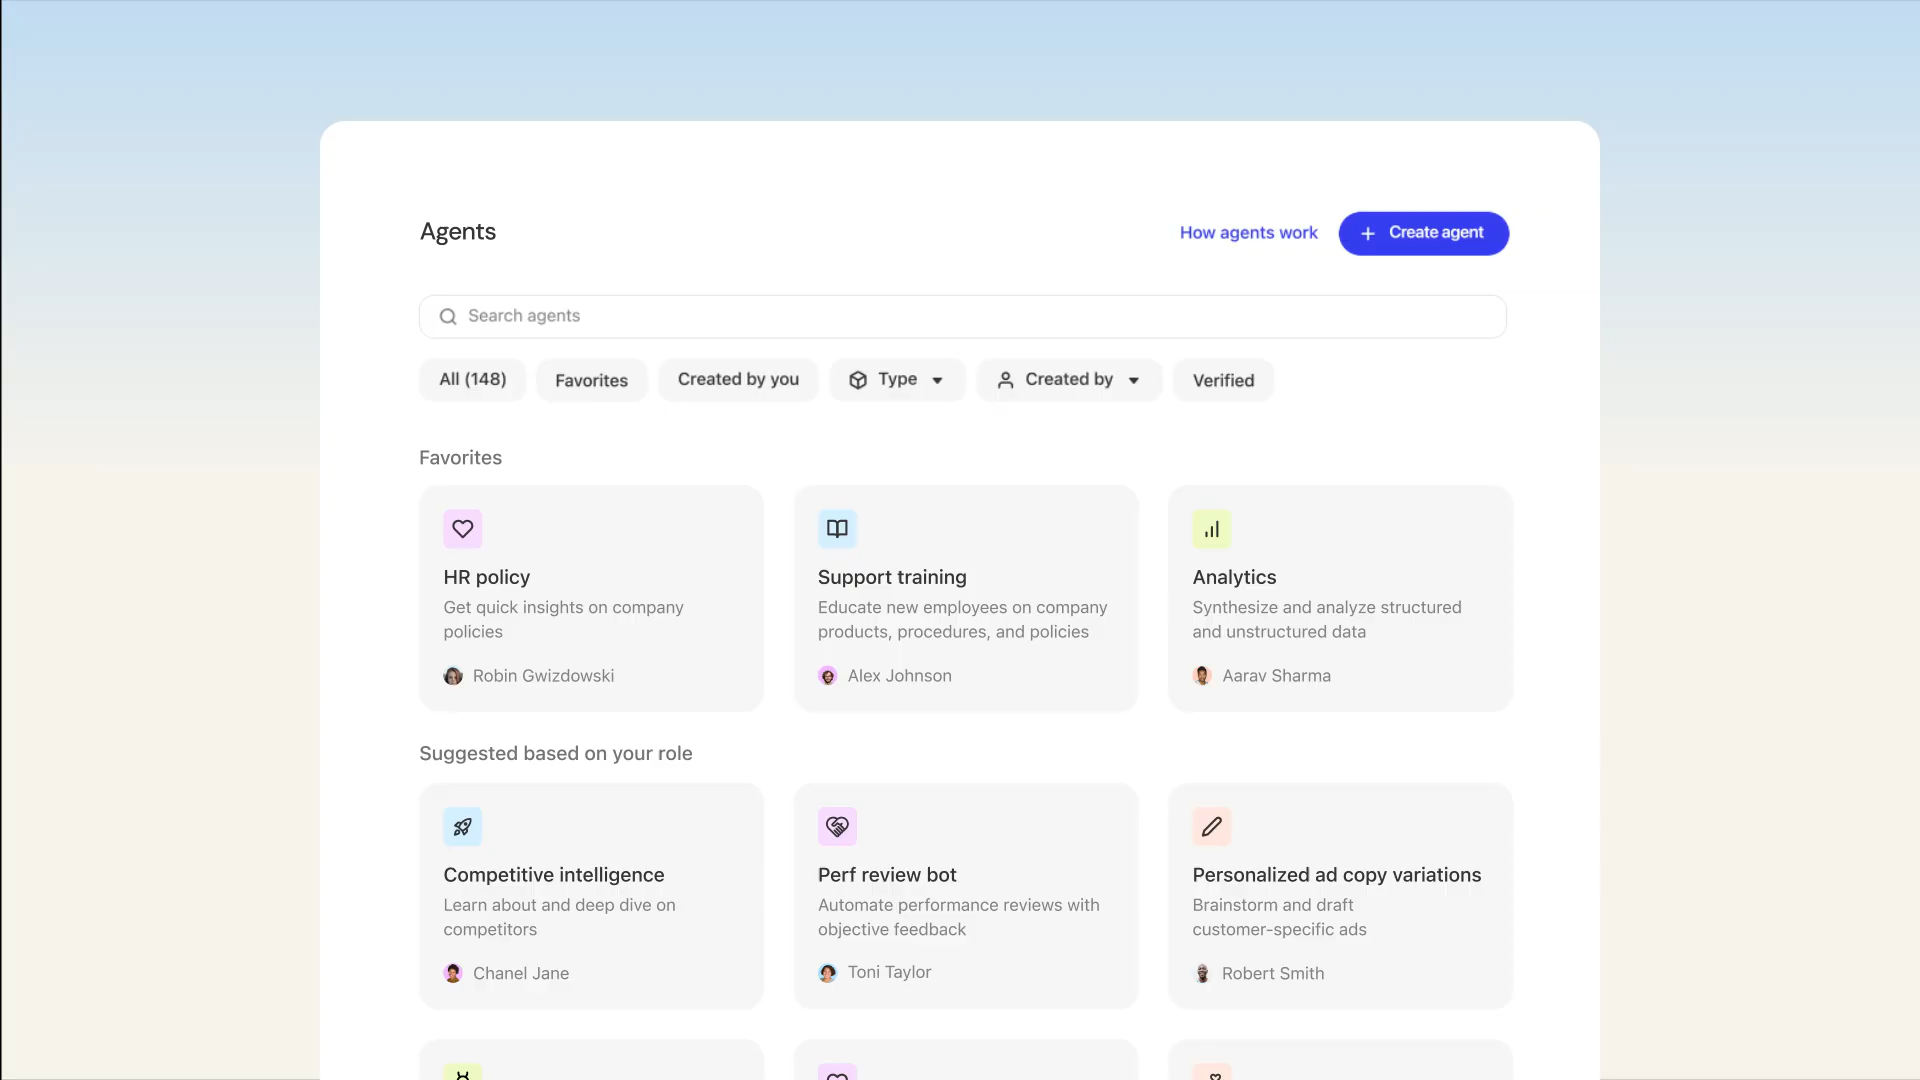 Agents
How agents work
Create agent
Search agents
All (148)
Favorites
Created by you
Type
Created by
Verified
Favorites
HR policy
Get quick insights on company
policies
Robin Gwizdowski
Support training
Educate new employees on company
products, procedures, and policies
Alex Johnson
Analytics
Synthesize and analyze structured
and unstructured data
Aarav Sharma
Suggested based on your role
Competitive intelligence
Learn about and deep dive on
competitors
Chanel Jane
Perf review bot
Automate performance reviews with
objective feedback
Toni Taylor
Personalized ad copy variations
Brainstorm and draft
customer-specific ads
Robert Smith